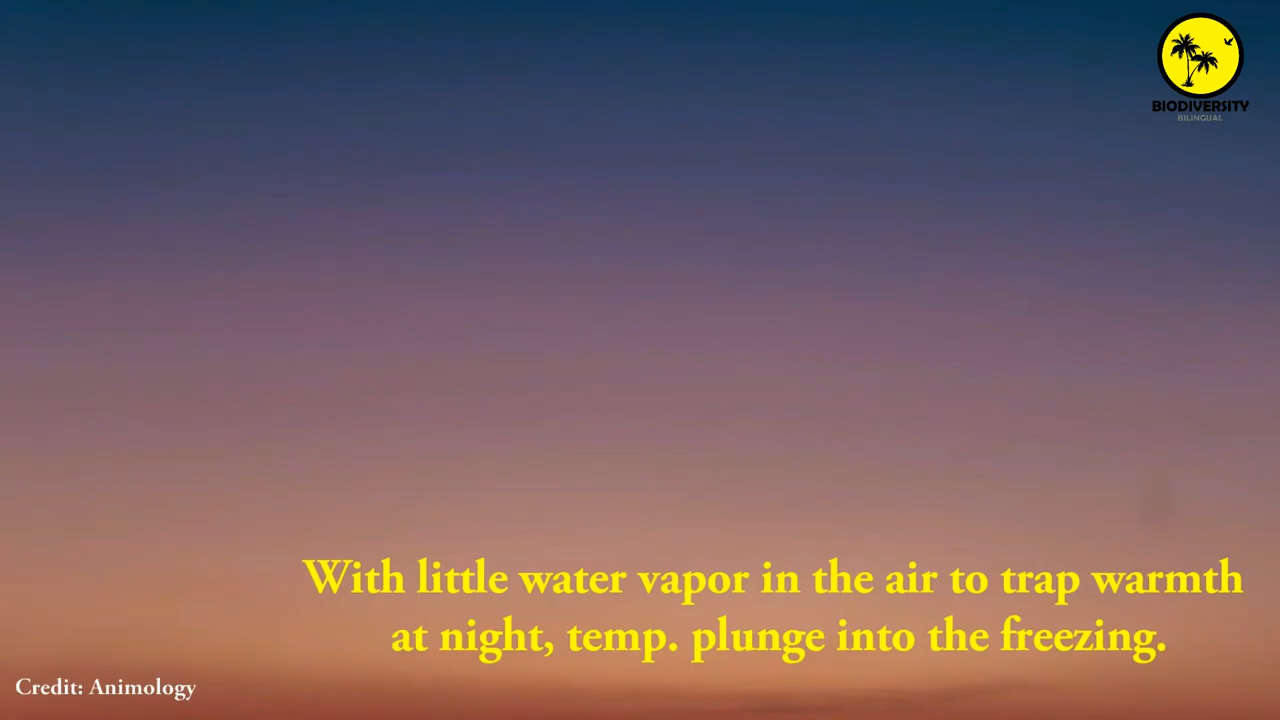 BIODIVERSITY
BILINGUAL
With little water vapor in the air to trap warmth
at night, temp. plunge into the freezing.
Credit: Animology